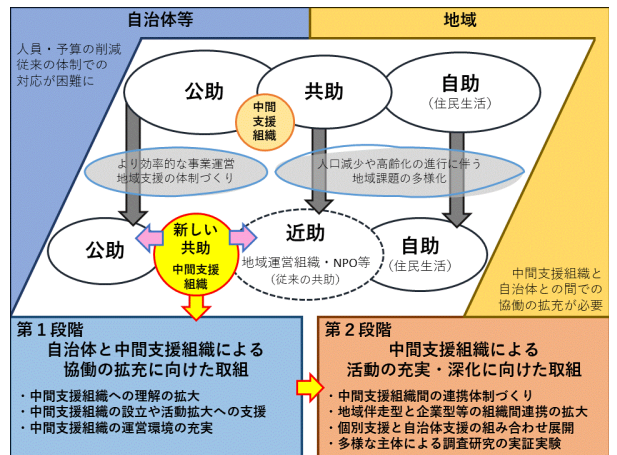 自治体等
地域
人員・予算の削減
従来の体制での
対応が困難に
公助
共助
自助
（住民生活）
中間
支援
組織
より効率的な事業運営
地域支援の体制づくり
人口減少や高齢化の進行に伴う
地域課題の多様化
公助
新しい
共助
中間支援
組織
近助
地域運営組織・NPO等
（従来の共助）
自助
（住民生活）
中間支援組織と
自治体との間での
協働の拡充が必要
第１段階
自治体と中間支援組織による
協働の拡充に向けた取組
・中間支援組織への理解の拡大
・中間支援組織の設立や活動拡大への支援
・中間支援組織の運営環境の充実
第２段階
中間支援組織による
活動の充実・深化に向けた取組
・中間支援組織間の連携体制づくり
・地域伴走型と企業型等の組織間連携の拡大
・個別支援と自治体支援の組み合わせ展開
・多様な主体による調査研究の実証実験